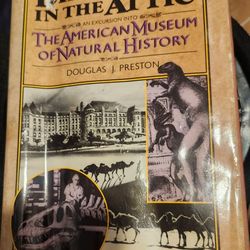 IN THE ATTIC
AN EXCURSION INTO
THE AMERICAN MUSEUM
OF NATURAL HISTORY
DOUGLAS J. PRESTON